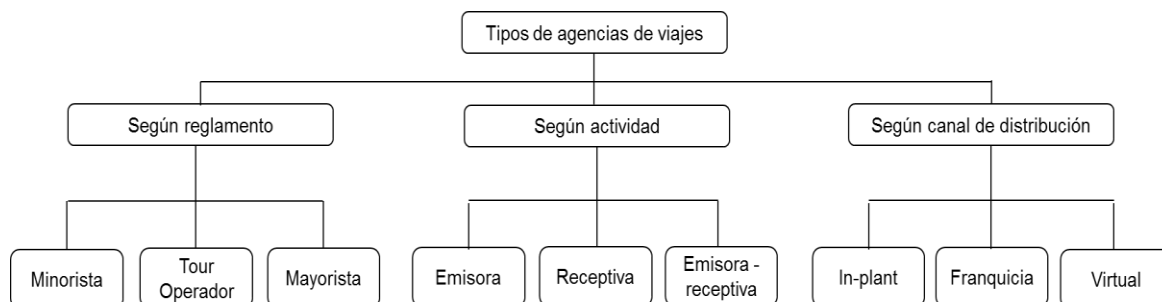 Tipos de agencias de viajes
Según reglamento
Según actividad
Según canal de distribución
Minorista
Tour
Operador
Mayorista
Emisora
Receptiva
Emisora -
receptiva
In-plant
Franquicia
Virtual